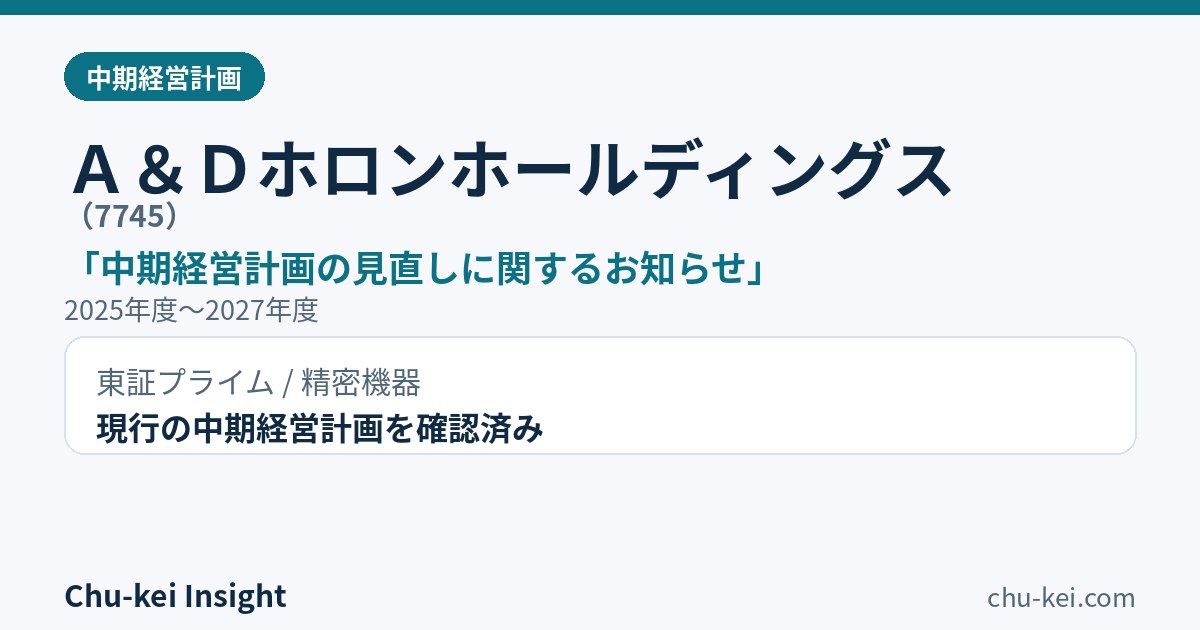 中期経営計画
Ａ＆Ｄホロンホールディングス
（7745）
「中期経営計画の見直しに関するお知らせ」
2025年度～2027年度
東証プライム / 精密機器
現行の中期経営計画を確認済み
Chu-kei Insight
chu-kei.com